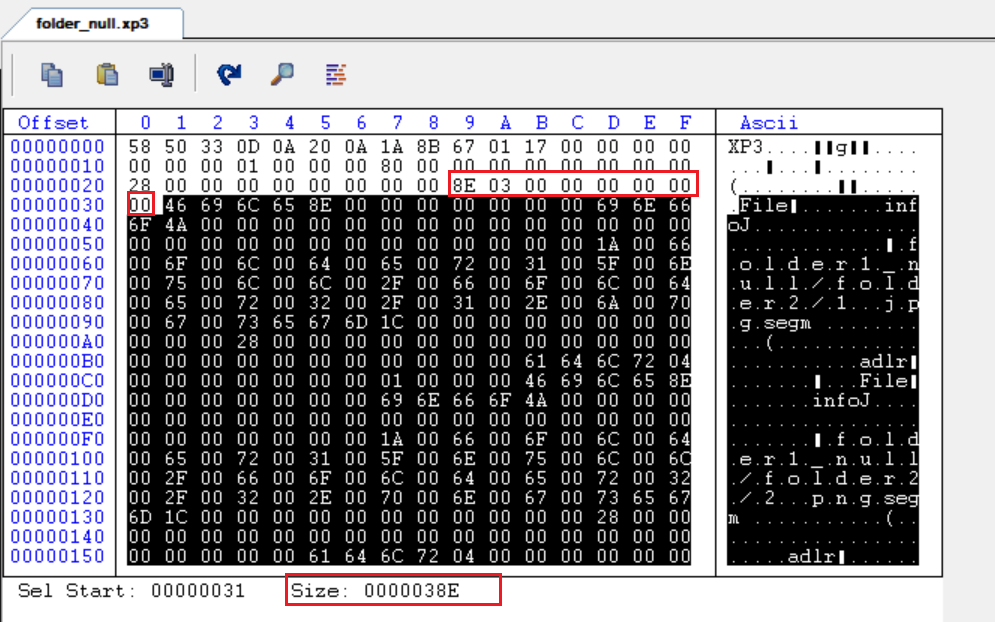 folder_null.xp3
Offset 0 1 2 3 4 5 6 7 8 9 A B C D E F Ascii
00000000 58 50 33 0D 0A 20 0A 1A 8B 67 01 17 00 00 00 00 XP3.... g ....
00000010 00 00 00 01 00 00 00 80 00 00 00 00 00 00 00 00 ... ... ........
00000020 28 00 00 00 00 00 00 00 00 8E 03 00 00 00 00 00 (........ .....
00000030 00 46 69 6C 65 8E 00 00 00 00 00 00 00 69 6E 66 .File .......inf
00000040 6F 4A 00 00 00 00 00 00 00 00 00 00 00 00 00 00 oJ..............
00000050 00 00 00 00 00 00 00 00 00 00 00 00 00 1A 00 66 ............. .f
00000060 00 6F 00 6C 00 64 00 65 00 72 00 31 00 5F 00 6E .o.l.d.e.r.1._.n
00000070 00 75 00 6C 00 6C 00 2F 00 66 00 6F 00 6C 00 64 .u.l.l./.f.o.l.d
00000080 00 65 00 72 00 32 00 2F 00 31 00 2E 00 6A 00 70 .e.r.2./.1...j.p
00000090 00 67 00 73 65 67 6D 1C 00 00 00 00 00 00 00 00 .g.segm.........
000000A0 00 00 00 28 00 00 00 00 00 00 00 00 00 00 00 00 ...(............
000000B0 00 00 00 00 00 00 00 00 00 00 00 61 64 6C 72 04 ...........adlr
000000C0 00 00 00 00 00 00 00 01 00 00 00 46 69 6C 65 8E ....... ...File
000000D0 00 00 00 00 00 00 00 69 6E 66 6F 4A 00 00 00 00 .......infoJ....
000000E0 00 00 00 00 00 00 00 00 00 00 00 00 00 00 00 00 ................
000000F0 00 00 00 00 00 00 00 1A 00 66 00 6F 00 6C 00 64 ....... .f.o.l.d
00000100 00 65 00 72 00 31 00 5F 00 6E 00 75 00 6C 00 6C .e.r.1._.n.u.l.l
00000110 00 2F 00 66 00 6F 00 6C 00 64 00 65 00 72 00 32 ./.f.o.l.d.e.r.2
00000120 00 2F 00 32 00 2E 00 70 00 6E 00 67 00 73 65 67 ./.2...p.n.g.seg
00000130 6D 1C 00 00 00 00 00 00 00 00 00 00 00 28 00 00 m............(..
00000140 00 00 00 00 00 00 00 00 00 00 00 00 00 00 00 00 ................
00000150 00 00 00 00 00 61 64 6C 72 04 00 00 00 00 00 00 .....adlr ......
Sel Start: 00000031 Size: 0000038E